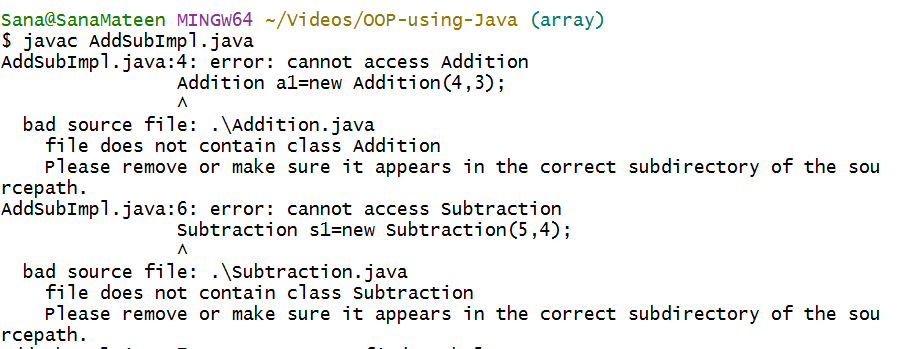 Sana@SanaMateen MINGW64 ~/Videos/OOP-using-Java (array)
$ javac AddSubImpl.java
AddSubImpl.java:4: error: cannot access Addition
Addition a1=new Addition(4,3);
^
bad source file: .\Addition.java
file does not contain class Addition
Please remove or make sure it appears in the correct subdirectory of the sou
rcepath.
AddSubImpl.java:6: error: cannot access Subtraction
Subtraction s1=new Subtraction(5,4);
^
bad source file: .\Subtraction.java
file does not contain class Subtraction
Please remove or make sure it appears in the correct subdirectory of the sou
rcepath.